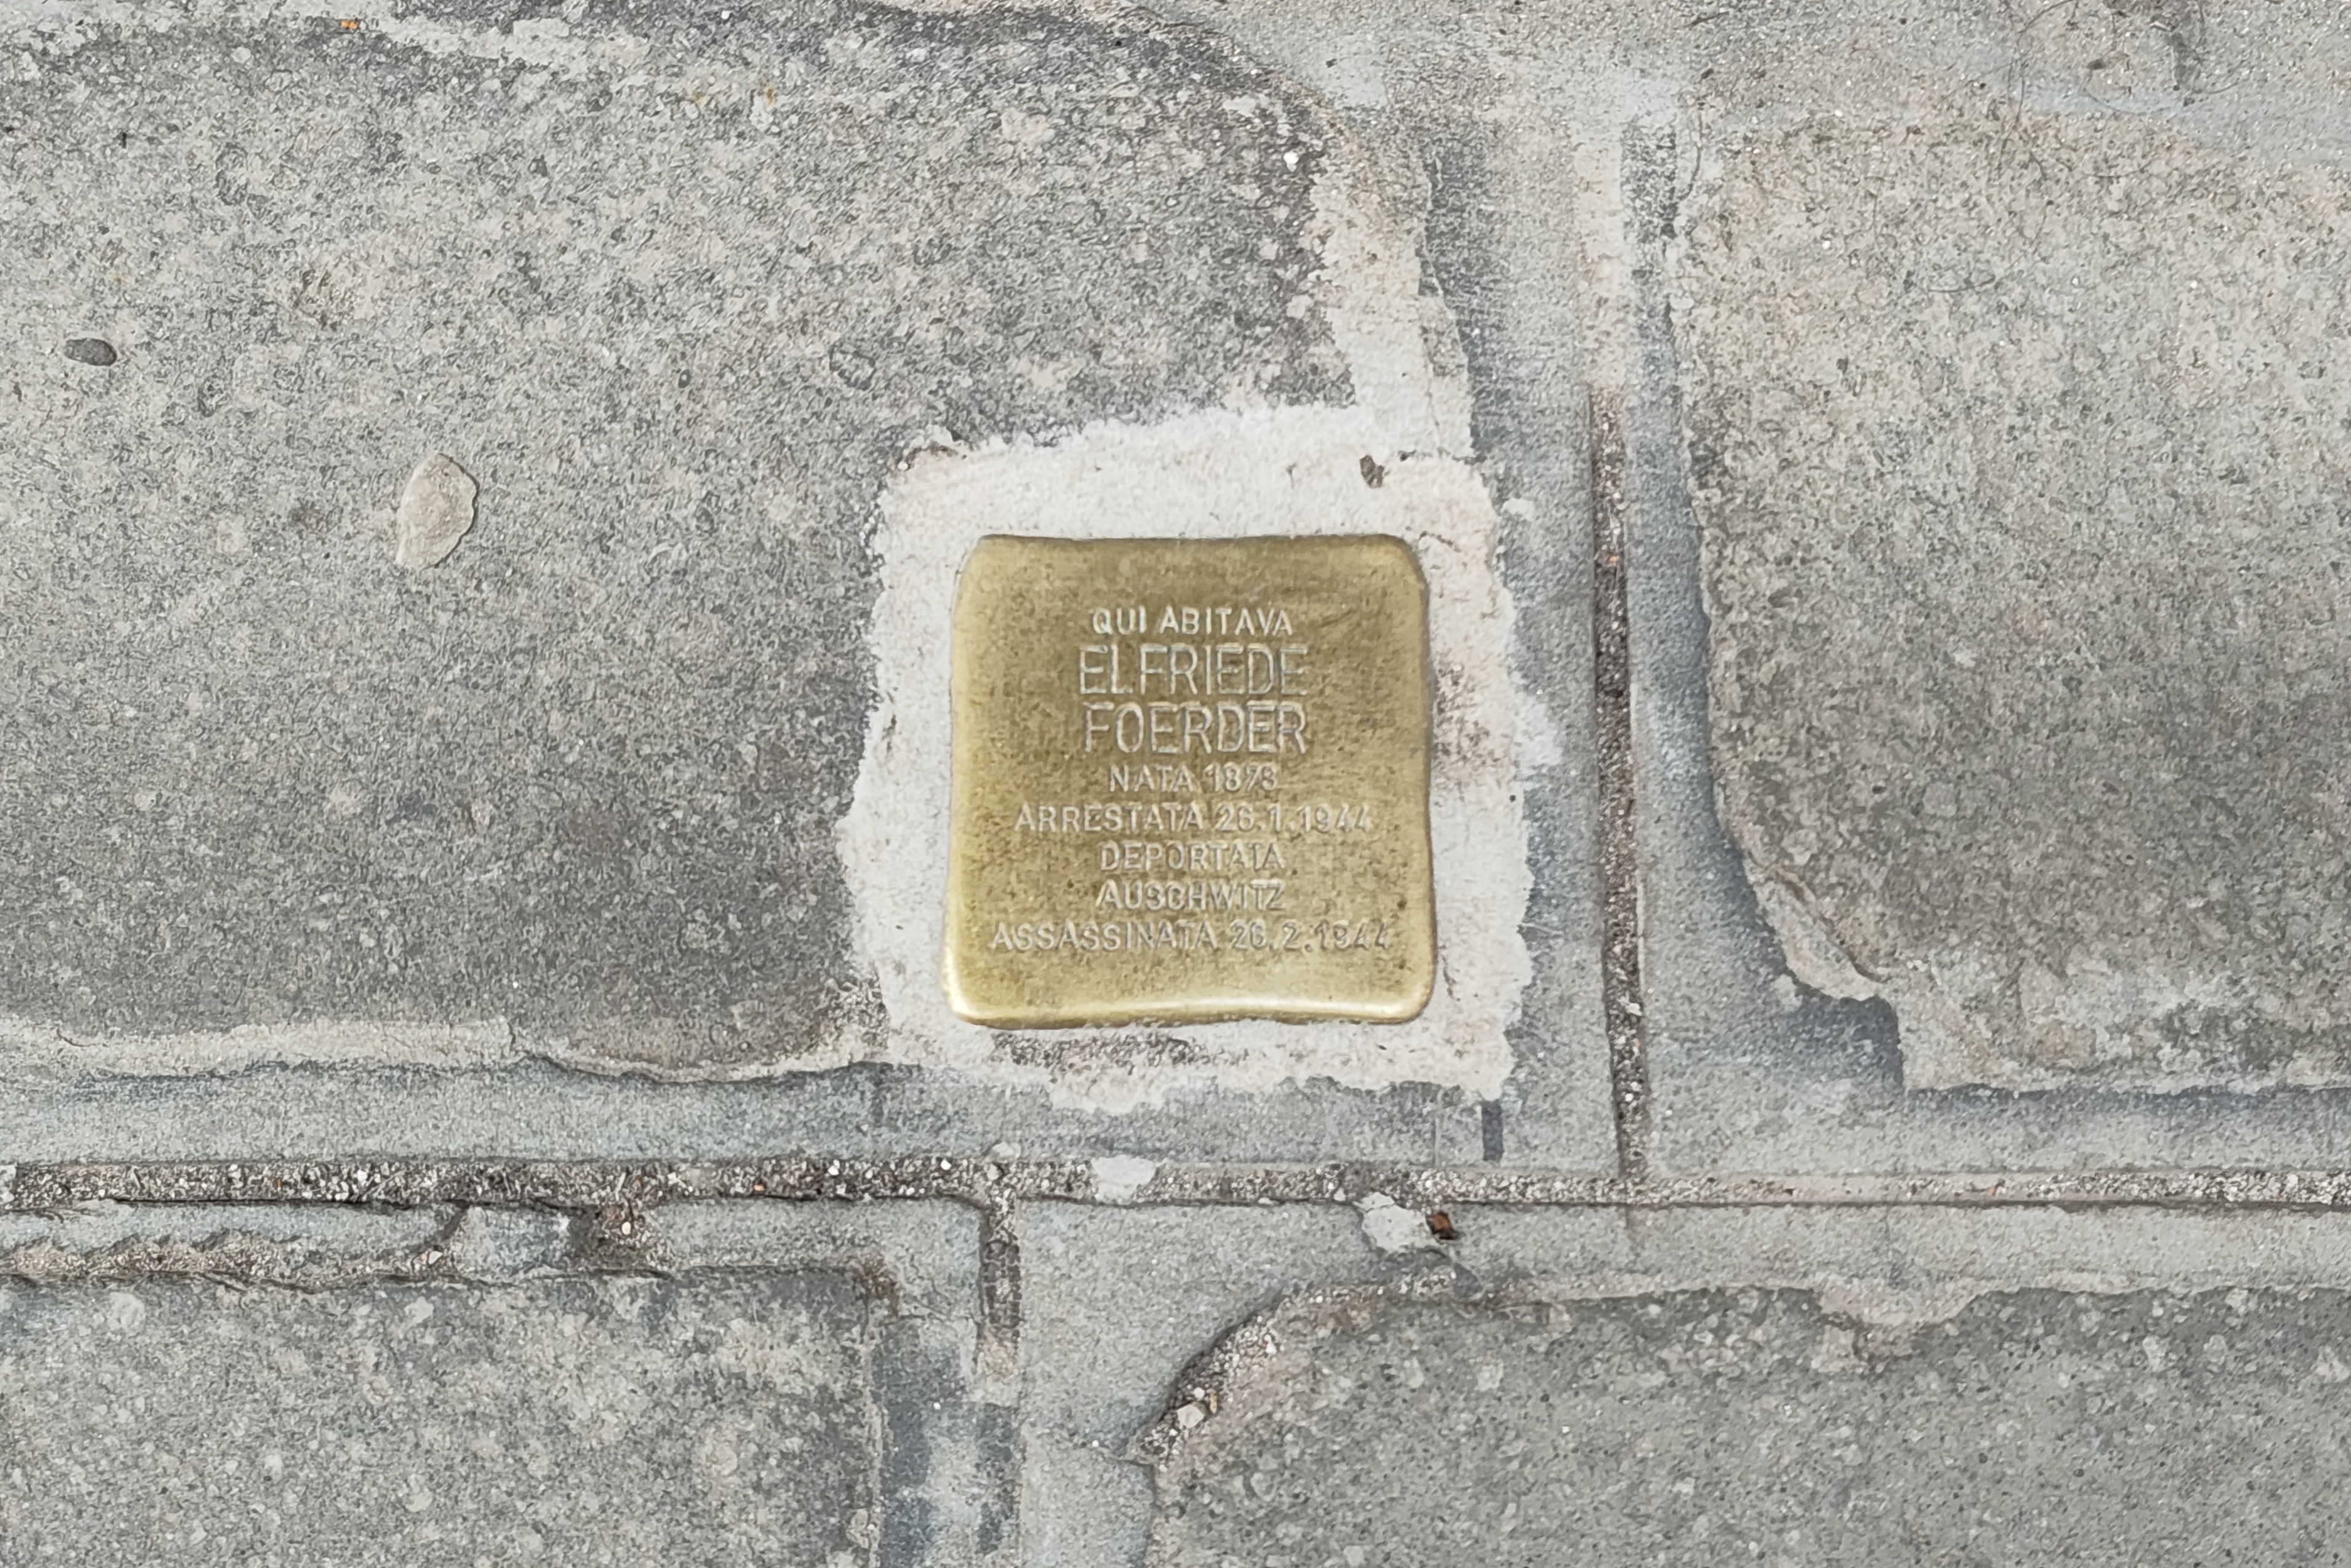 QUI ABITAVA
ELFRIEDE
FOERDER
NATA 1878
ARRESTATA 26.1.1944
DEPORTATA
AUSCHWITZ
ASSASSINATA 26.2.1944